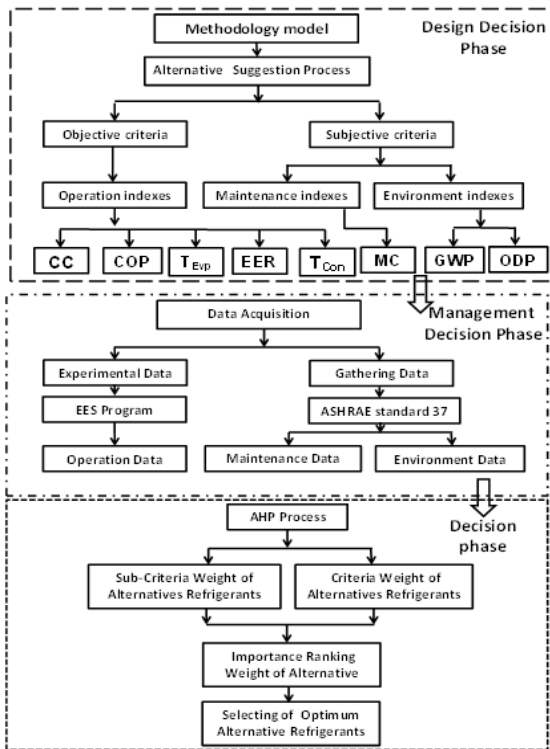 Methodology model
Design Decision
Phase
Alternative Suggestion Process
Objective criteria
Subjective criteria
Operation indexes
Maintenance indexes
Environment indexes
CC
COP
TEvp
EER
TCon
MC
GWP
ODP
Management
Decision Phase
Data Acquisition
Experimental Data
Gathering Data
EES Program
ASHRAE standard 37
Operation Data
Maintenance Data
Environment Data
Decision
phase
AHP Process
Sub-Criteria Weight of
Alternatives Refrigerants
Criteria Weight of
Alternatives Refrigerants
Importance Ranking
Weight of Alternative
Selecting of Optimum
Alternative Refrigerants